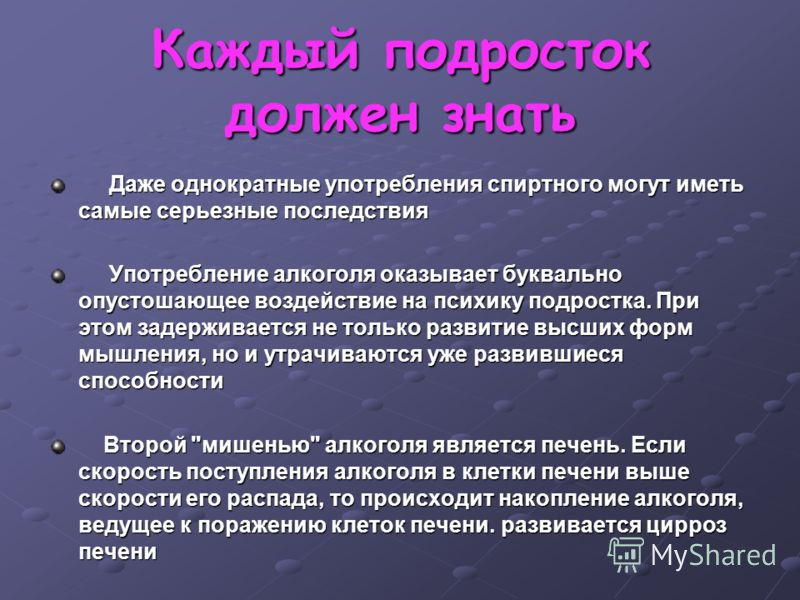 Каждый подросток
должен знать
Даже однократные употребления спиртного могут иметь
самые серьезные последствия
Употребление алкоголя оказывает буквально
опустошающее воздействие на психику подростка. При
этом задерживается не только развитие высших форм
мышления, но и утрачиваются уже развившиеся
способности
Второй "мишенью" алкоголя является печень. Если
скорость поступления алкоголя в клетки печени выше
скорости его распада, то происходит накопление алкоголя,
ведущее к поражению клеток печени. развивается цирроз
печени
MyShared